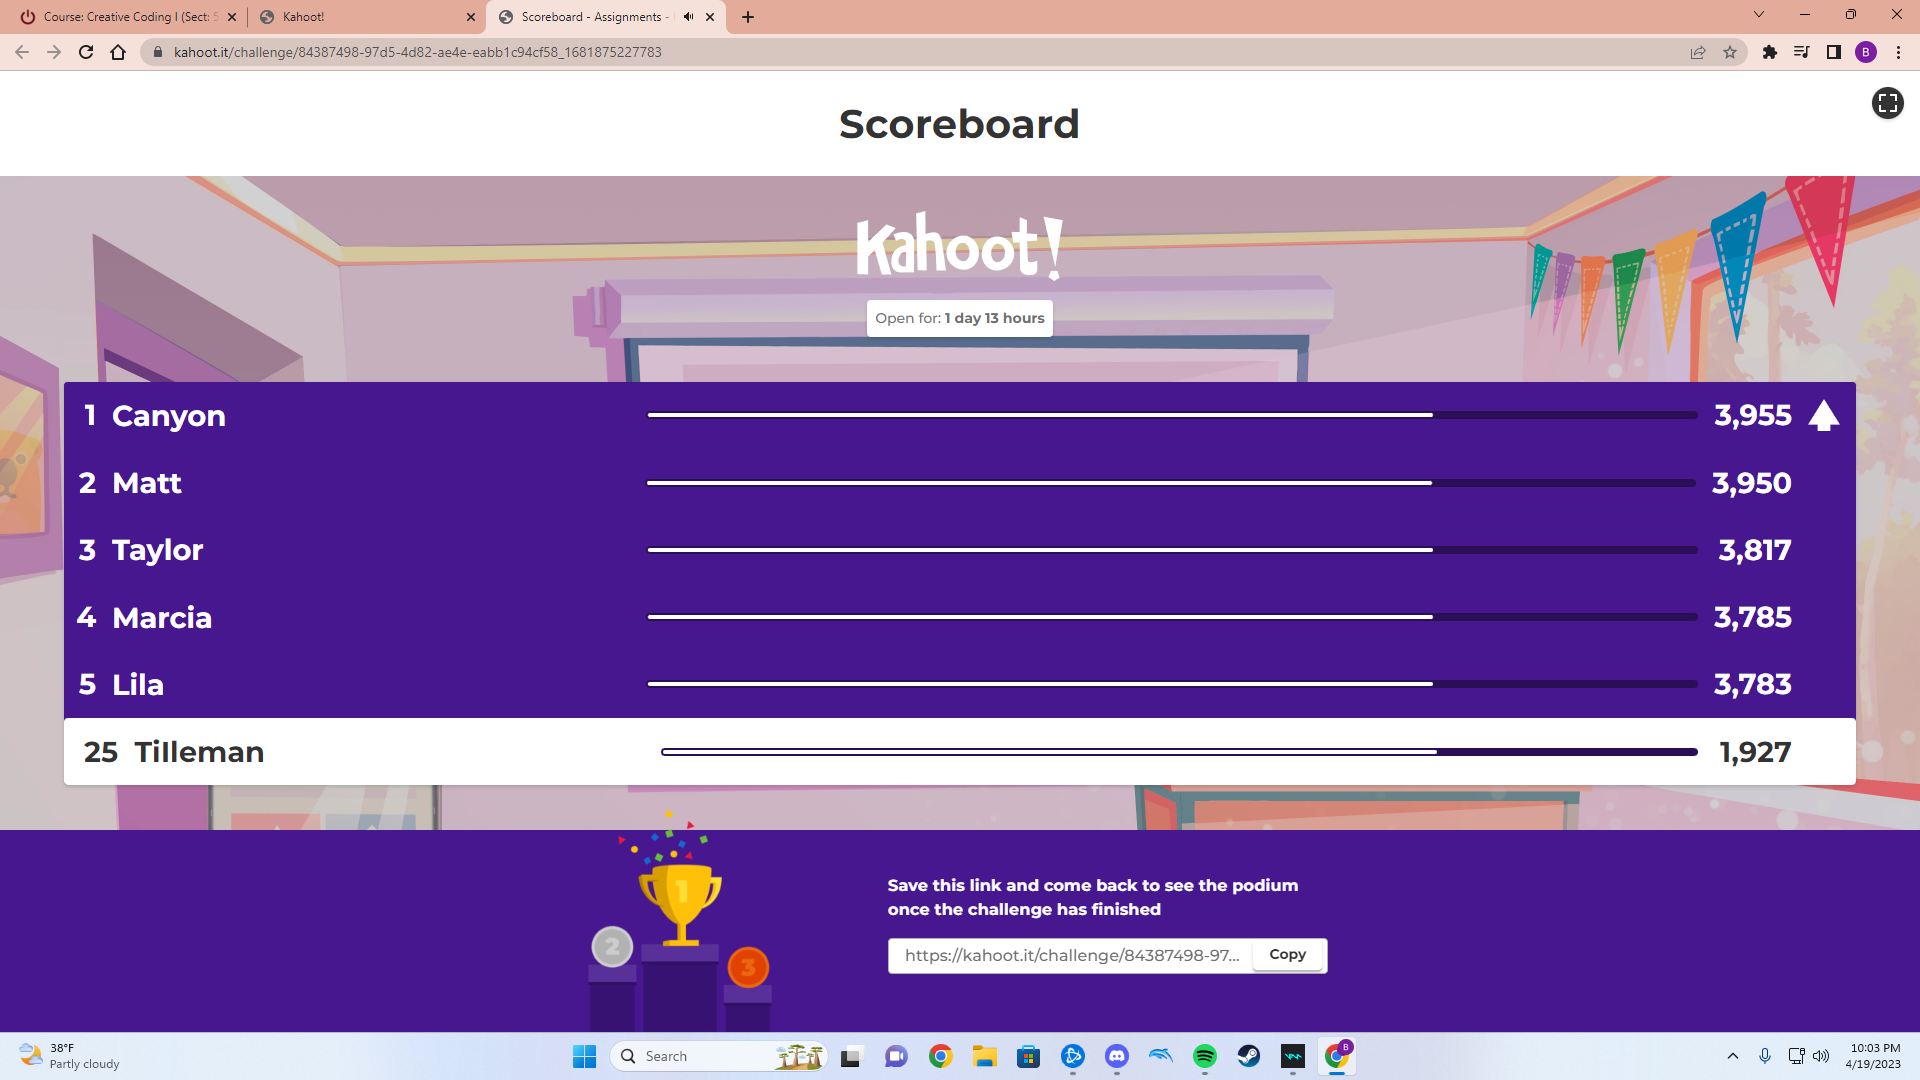 Course: Creative Coding I (Sect: 5
Kahoot!
Scoreboard - Assignments -
kahoot.it/challenge/84387498-97d5-4d82-ae4e-eabb1c94cf58_1681875227783
B
Scoreboard
Kahoot!
Open for: 1 day 13 hours
1 Canyon 3,955
2 Matt 3,950
3 Taylor 3,817
4 Marcia 3,785
5 Lila 3,783
25 Tilleman 1,927
1
2
3
Save this link and come back to see the podium
once the challenge has finished
https://kahoot.it/challenge/84387498-97... Copy
38°F
Partly cloudy
Search
B
10:03 PM
4/19/2023